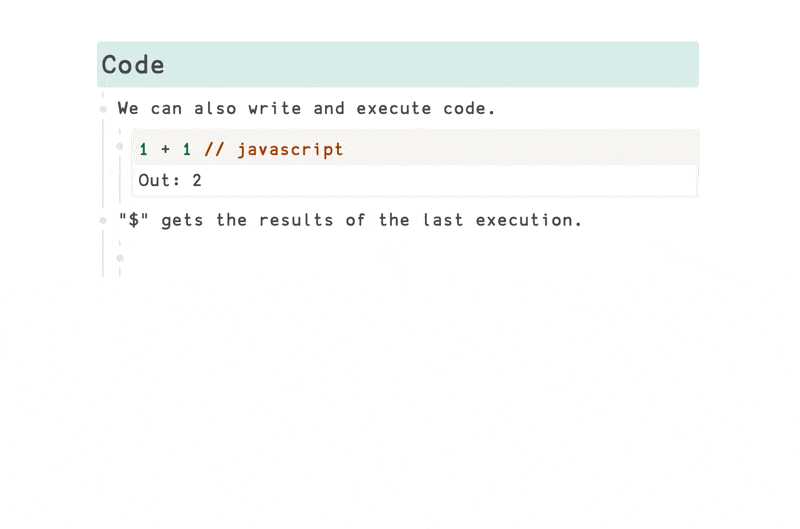 Code
We can also write and execute code.
1 + 1 // javascript
Out: 2
"$" gets the results of the last execution.